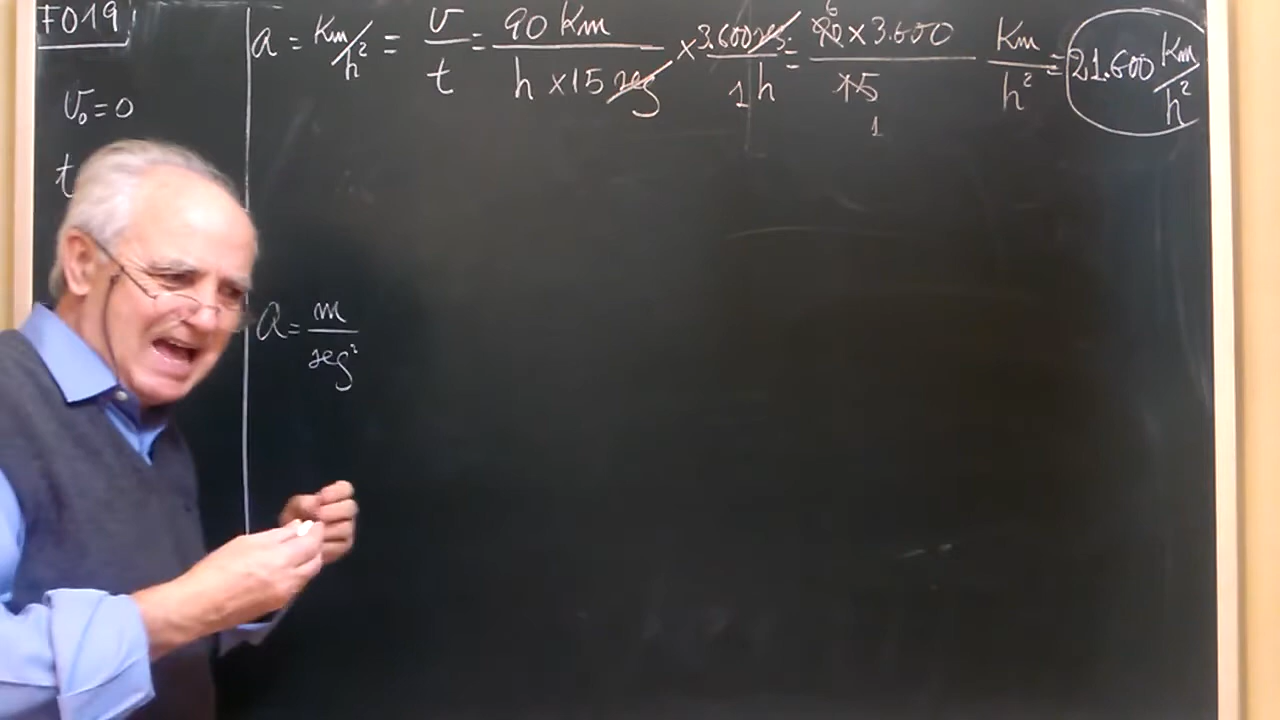 F019
a = Km/h² = v/t = 90 Km / h x 15 seg x 3.600 seg / 1 h = 90 x 3.600 / 15 Km/h² = 21.600 Km/h²
6
1
v₀ = 0
t
a = m/seg²